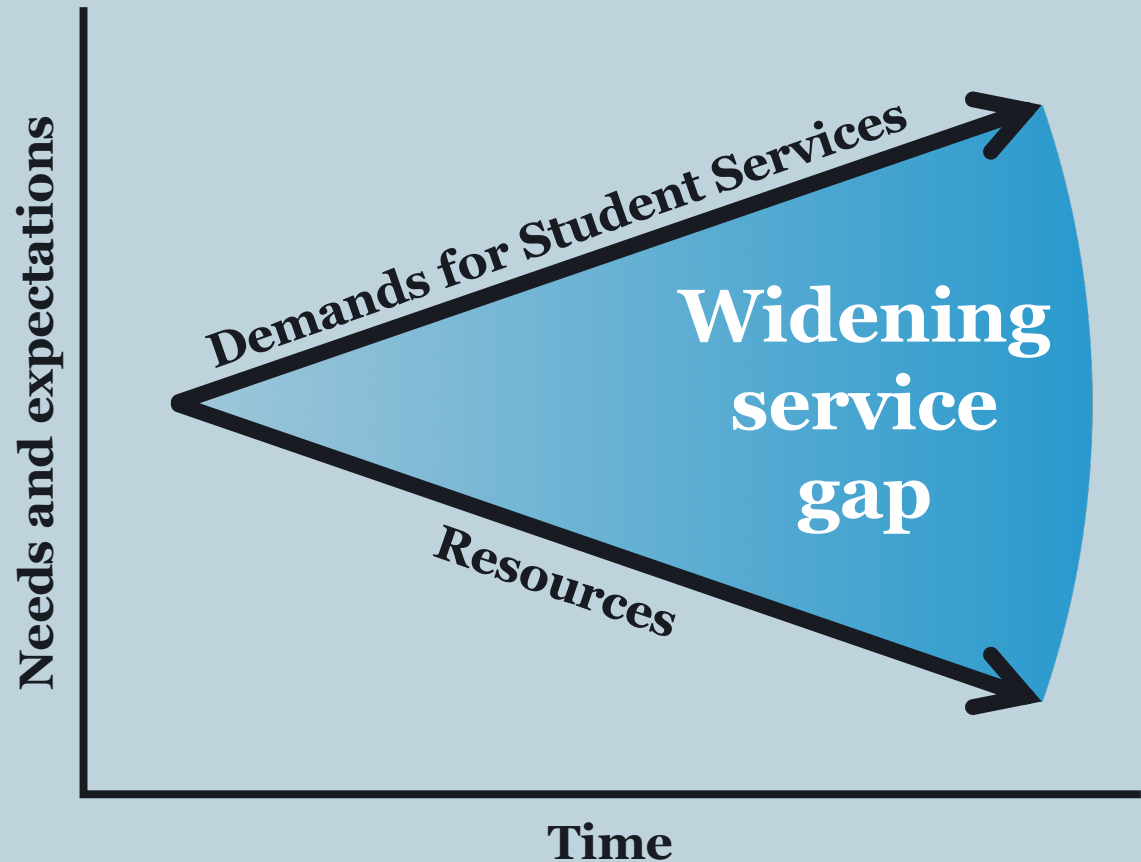 Needs and expectations
Demands for Student Services
Widening
service
gap
Resources
Time